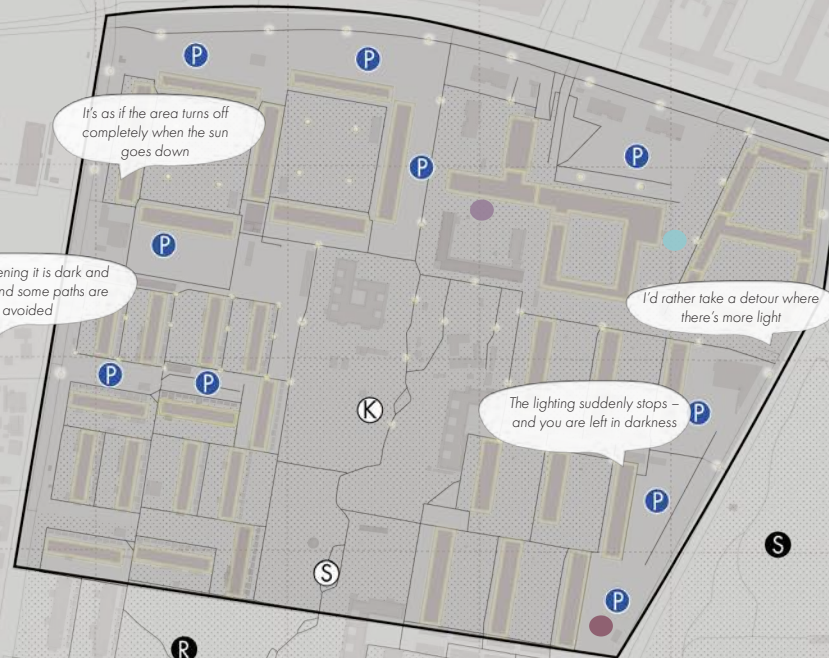 P
P
It's as if the area turns off
completely when the sun
goes down
P
P
P
ening it is dark and
nd some paths are
avoided
I'd rather take a detour where
there's more light
P
P
K
The lighting suddenly stops –
and you are left in darkness
P
P
S
S
P
R